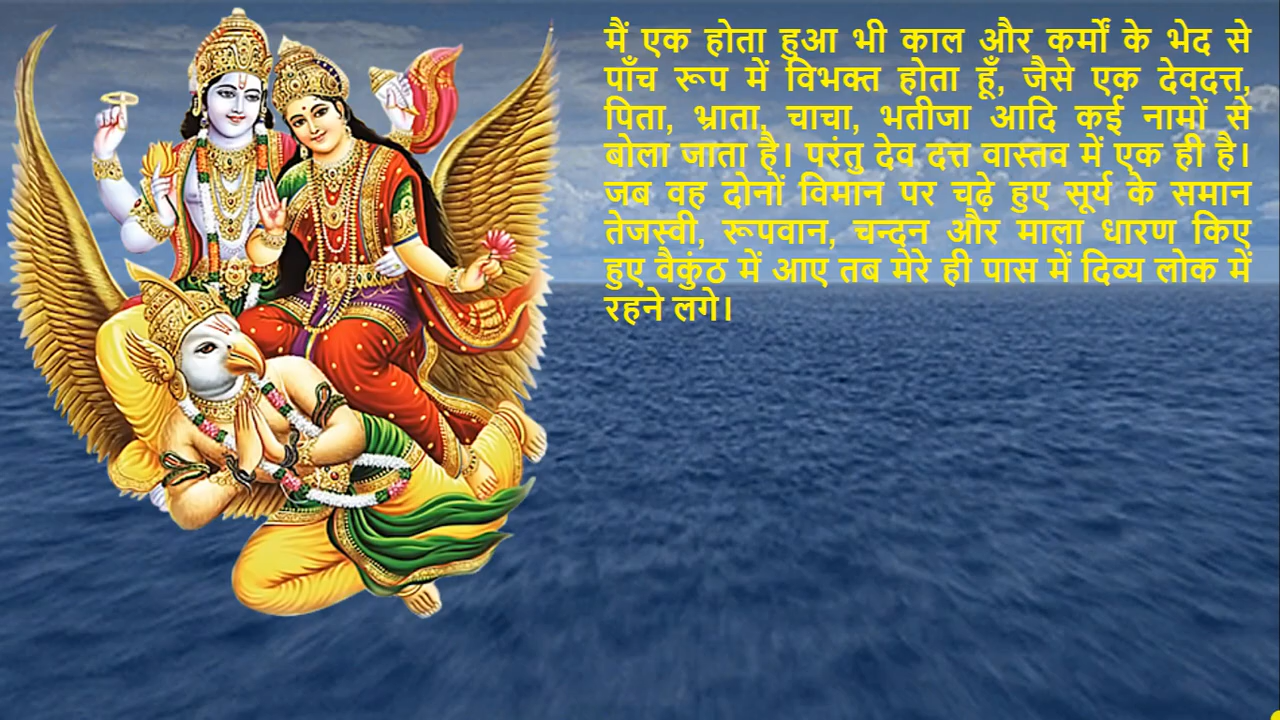 मैं एक होता हुआ भी काल और कर्मों के भेद से
पाँच रूप में विभक्त होता हूँ, जैसे एक देवदत्त,
पिता, भ्राता, चाचा, भतीजा आदि कई नामों से
बोला जाता है। परंतु देव दत्त वास्तव में एक ही है।
जब वह दोनों विमान पर चढ़े हुए सूर्य के समान
तेजस्वी, रूपवान, चन्दन और माला धारण किए
हुए वैकुंठ में आए तब मेरे ही पास में दिव्य लोक में
रहने लगे।